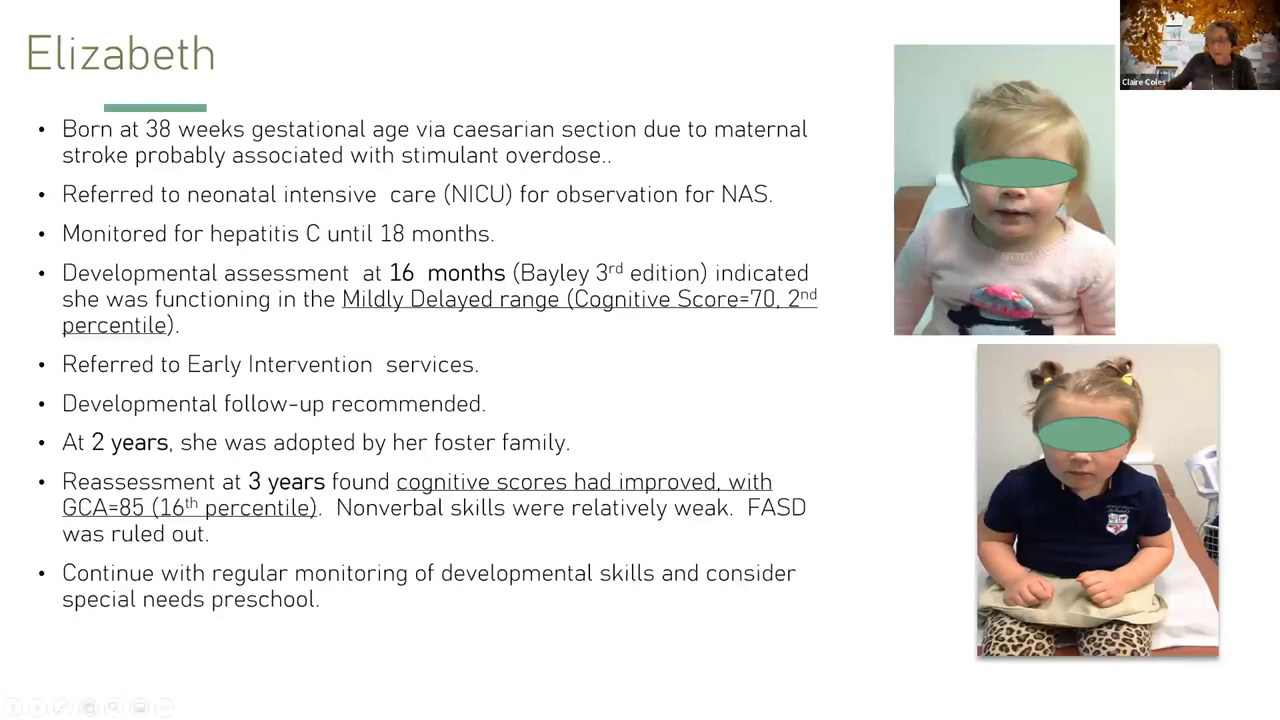 Elizabeth
Claire Coles
• Born at 38 weeks gestational age via caesarian section due to maternal
stroke probably associated with stimulant overdose..
• Referred to neonatal intensive  care (NICU) for observation for NAS.
• Monitored for hepatitis C until 18 months.
• Developmental assessment  at 16  months (Bayley 3rd edition) indicated
she was functioning in the Mildly Delayed range (Cognitive Score=70, 2nd
percentile).
• Referred to Early Intervention  services.
• Developmental follow-up recommended.
• At 2 years, she was adopted by her foster family.
• Reassessment at 3 years found cognitive scores had improved, with
GCA=85 (16th percentile).  Nonverbal skills were relatively weak.  FASD
was ruled out.
• Continue with regular monitoring of developmental skills and consider
special needs preschool.